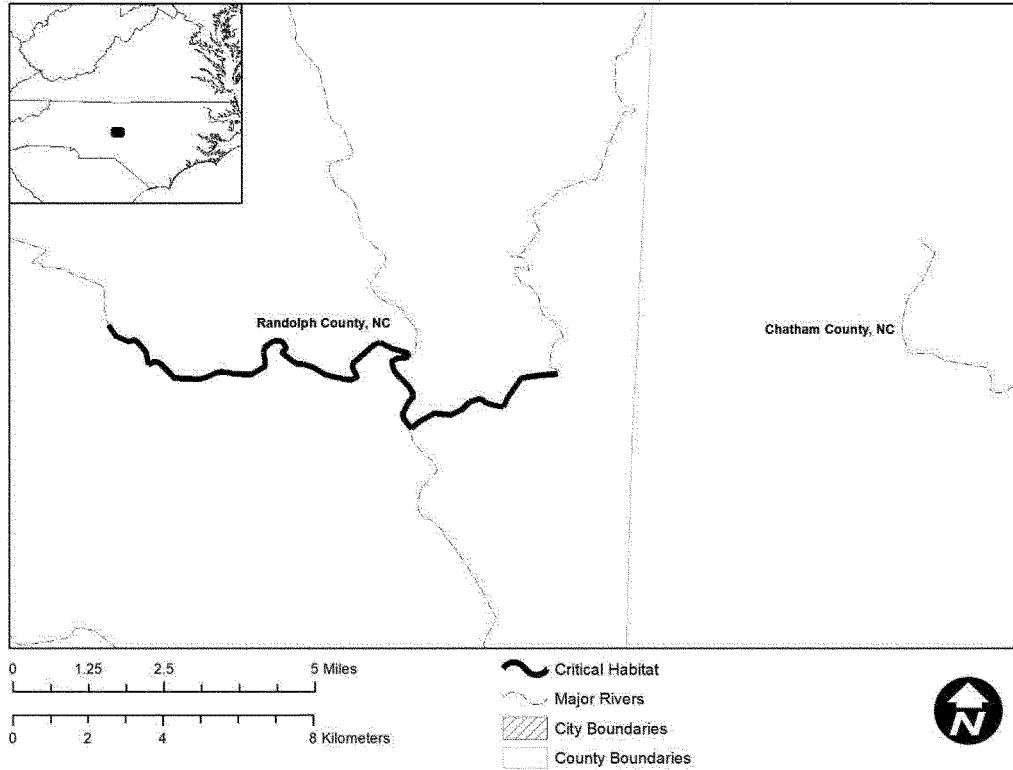 Randolph County, NC
Chatham County, NC
0 1.25 2.5 5 Miles
0 2 4 8 Kilometers
Critical Habitat
Major Rivers
City Boundaries
County Boundaries
N